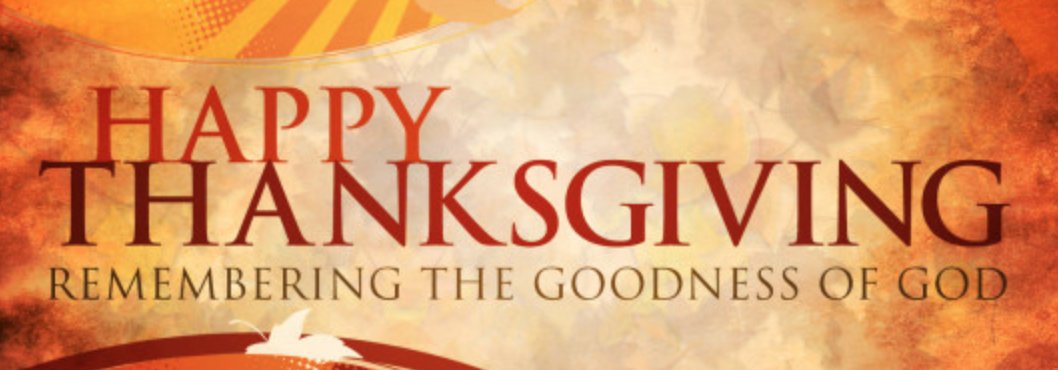 HAPPY
THANKSGIVING
REMEMBERING THE GOODNESS OF GOD